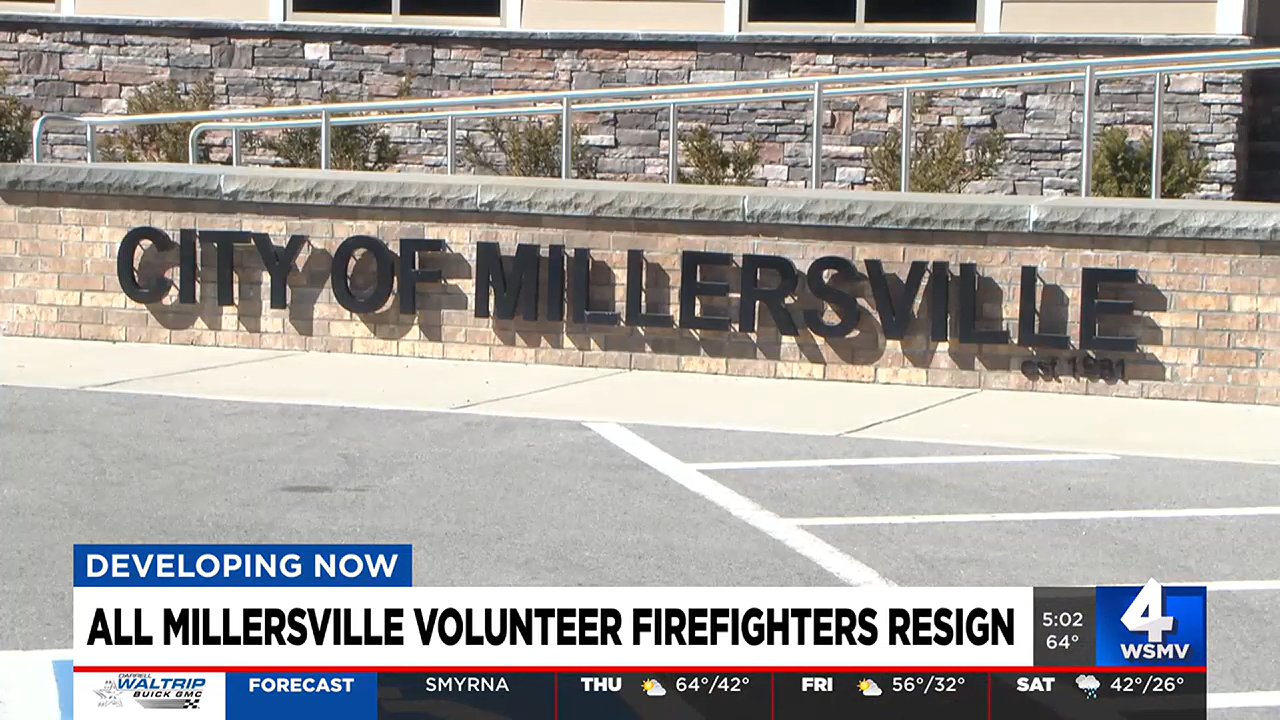 CITY OF MILLERSVILLE
est 1981
DEVELOPING NOW
ALL MILLERSVILLE VOLUNTEER FIREFIGHTERS RESIGN
5:02
64°
4
WSMV
DARRELL
WALTRIP
BUICK GMC
FORECAST SMYRNA THU 64°/42° FRI 56°/32° SAT 42°/26°